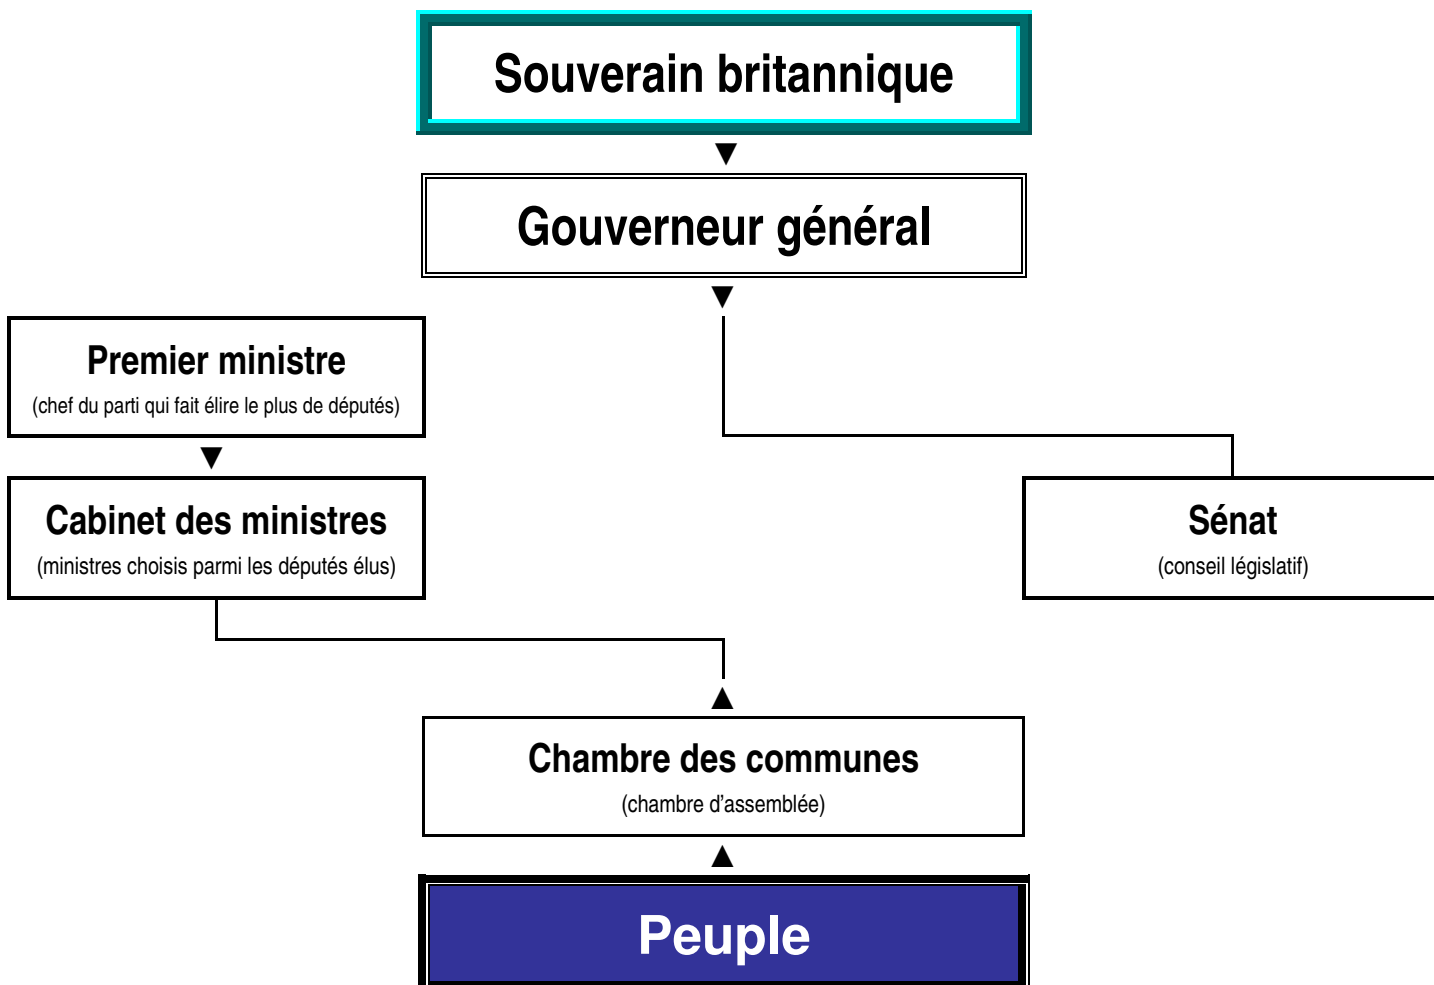 Souverain britannique
Gouverneur général
Premier ministre
(chef du parti qui fait élire le plus de députés)
Cabinet des ministres
(ministres choisis parmi les députés élus)
Sénat
(conseil législatif)
Chambre des communes
(chambre d'assemblée)
Peuple